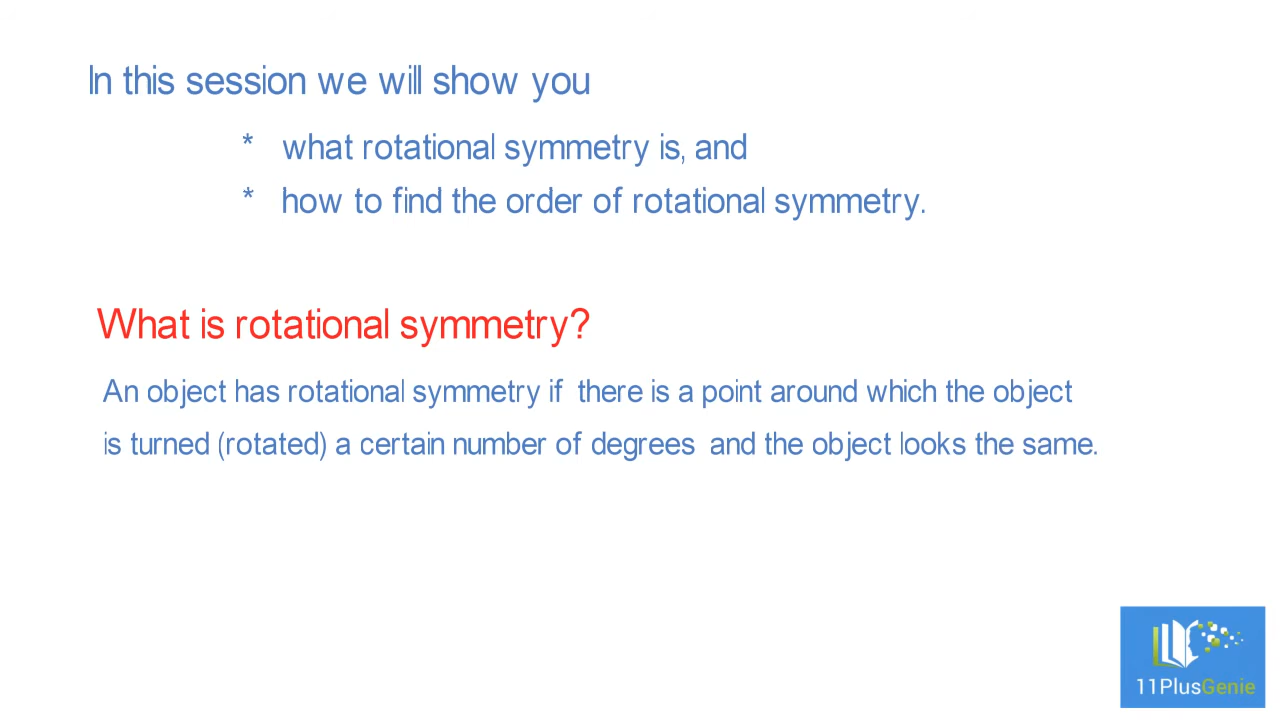 In this session we will show you
* what rotational symmetry is, and
* how to find the order of rotational symmetry.
What is rotational symmetry?
An object has rotational symmetry if there is a point around which the object
is turned (rotated) a certain number of degrees and the object looks the same.
11PlusGenie